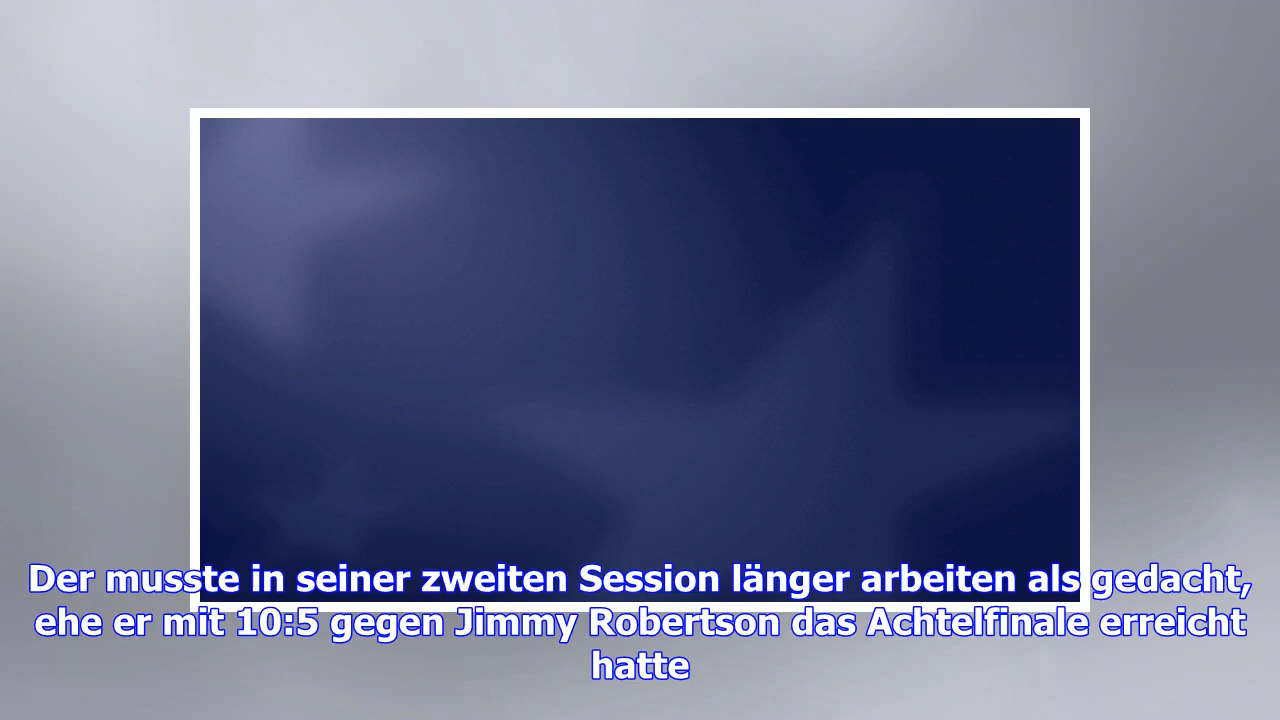 Der musste in seiner zweiten Session länger arbeiten als gedacht,
ehe er mit 10:5 gegen Jimmy Robertson das Achtelfinale erreicht
hatte